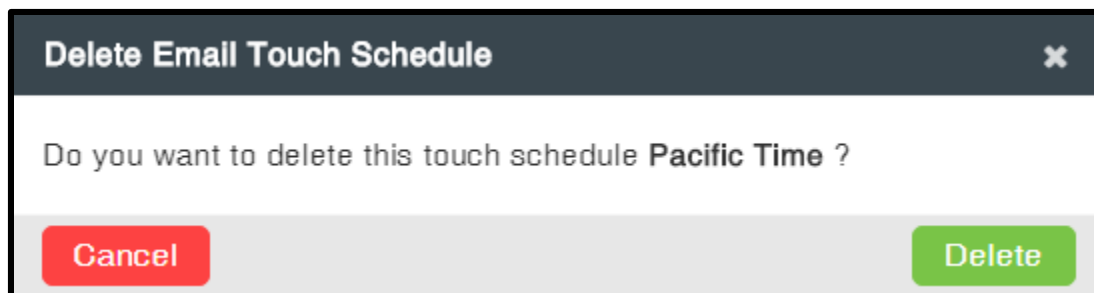 Delete Email Touch Schedule
Do you want to delete this touch schedule Pacific Time ?
Cancel
Delete